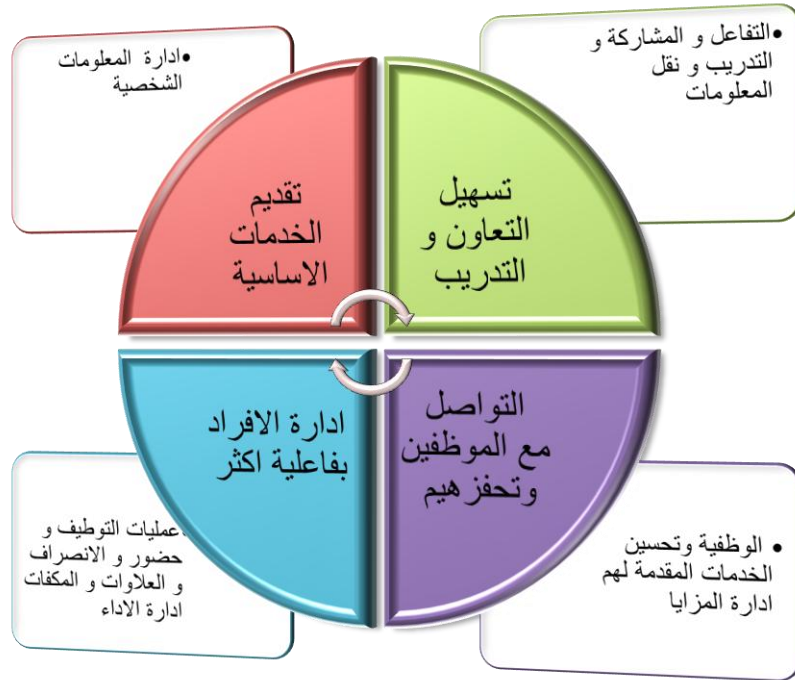 •التفاعل و المشاركة و
التدريب و نقل
المعلومات
•ادارة المعلومات
الشخصية
تسهيل
التعاون و
التدريب
تقديم
الخدمات
الاساسية
التواصل
مع الموظفين
وتحفزهيم
ادارة الافراد
بفاعلية اكثر
• الوظفية وتحسين
الخدمات المقدمة لهم
ادارة المزايا
عمليات التوطيف و
حضور و الانصراف
و العلاوات و المكفات
ادارة الاداء